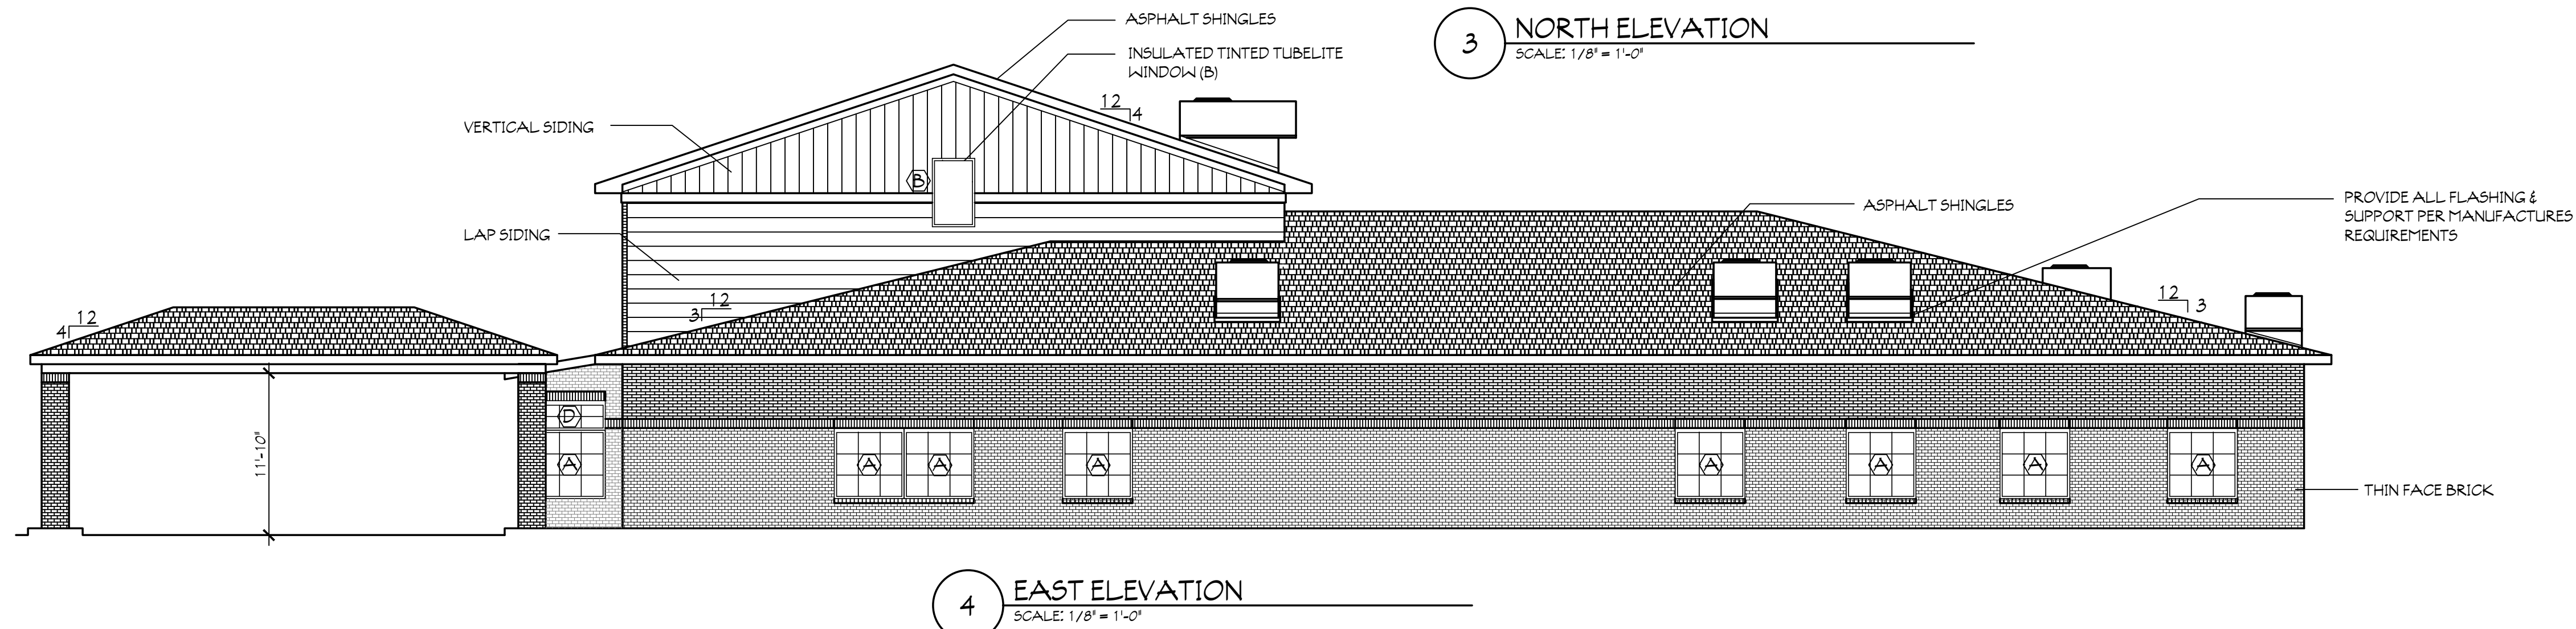 ASPHALT SHINGLES
3
NORTH ELEVATION
SCALE: 1/8" = 1'-0"
INSULATED TINTED TUBELITE
WINDOW (B)
12
4
VERTICAL SIDING
B
PROVIDE ALL FLASHING &
SUPPORT PER MANUFACTURES
REQUIREMENTS
ASPHALT SHINGLES
LAP SIDING
12
3
12
3
12
4
D
11'-10"
A
A
A
A
A
A
A
A
THIN FACE BRICK
4
EAST ELEVATION
SCALE: 1/8" = 1'-0"